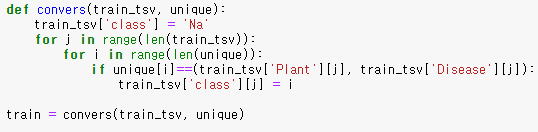 def convers(train_tsv, unique):
    train_tsv['class'] = 'Na'
    for j in range(len(train_tsv)):
        for i in range(len(unique)):
            if unique[i]==(train_tsv['Plant'][j], train_tsv['Disease'][j]):
                train_tsv['class'][j] = i
train = convers(train_tsv, unique)